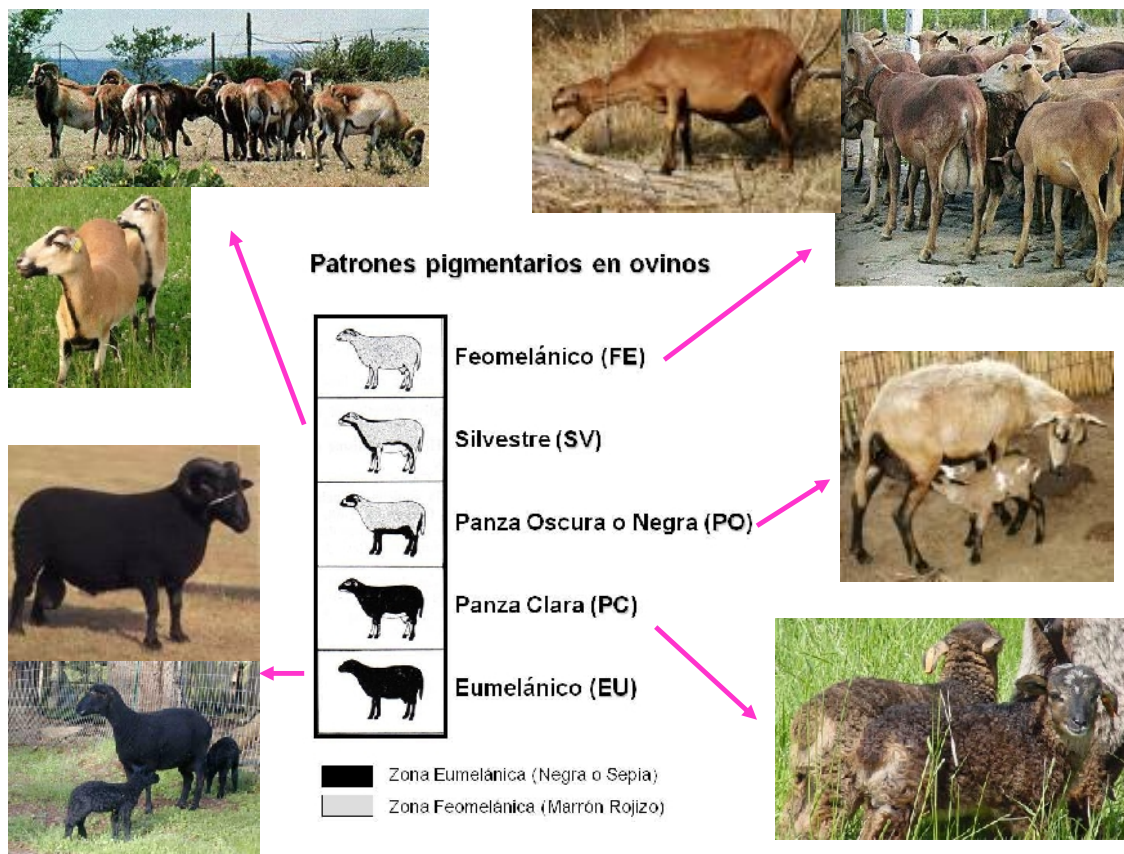 Patrones pigmentarios en ovinos
Feomelánico (FE)
Silvestre (SV)
Panza Oscura o Negra (PO)
Panza Clara (PC)
Eumelánico (EU)
Zona Eumelánica (Negra o Sepia)
Zona Feomelánica (Marrón Rojizo)